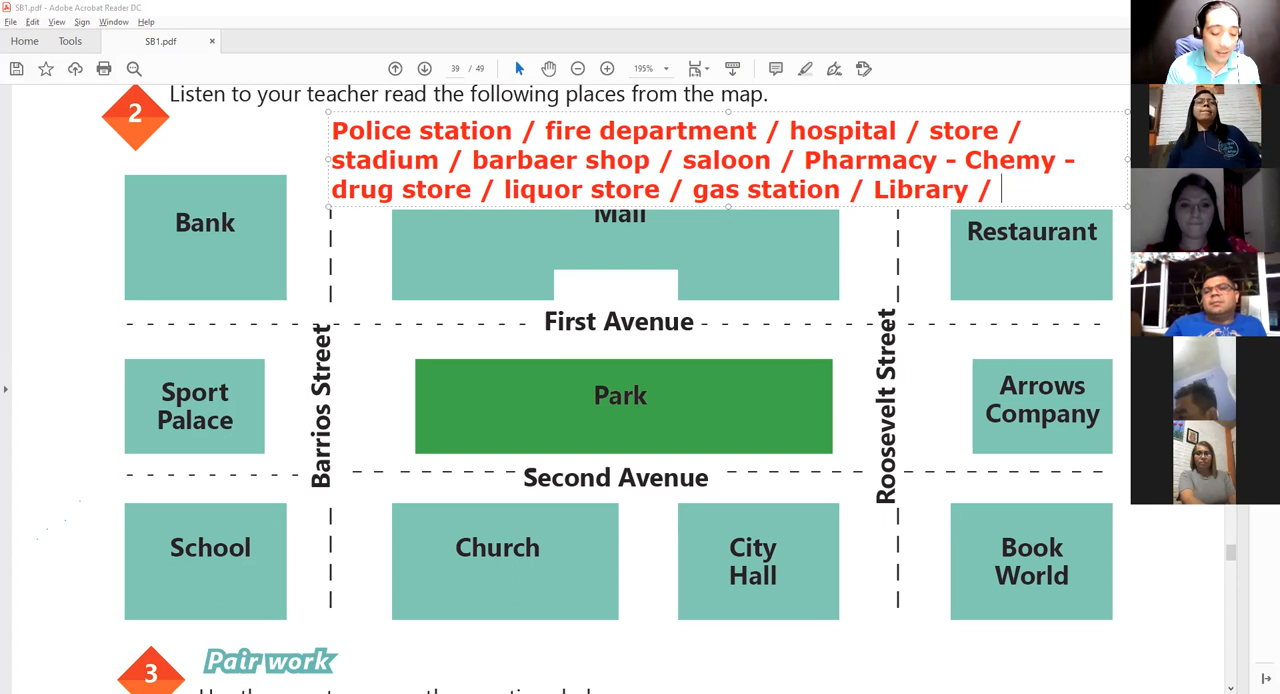 SB1.pdf - Adobe Acrobat Reader DC
File Edit View Sign Window Help
Home Tools SB1.pdf ×
39 / 49 195%
2 Listen to your teacher read the following places from the map.
Police station / fire department / hospital / store /
stadium / barbaer shop / saloon / Pharmacy - Chemy -
drug store / liquor store / gas station / Library /
Bank
Mall
Restaurant
First Avenue
Barrios Street
Roosevelt Street
Sport
Palace
Park
Arrows
Company
Second Avenue
School
Church
City
Hall
Book
World
3 Pair work